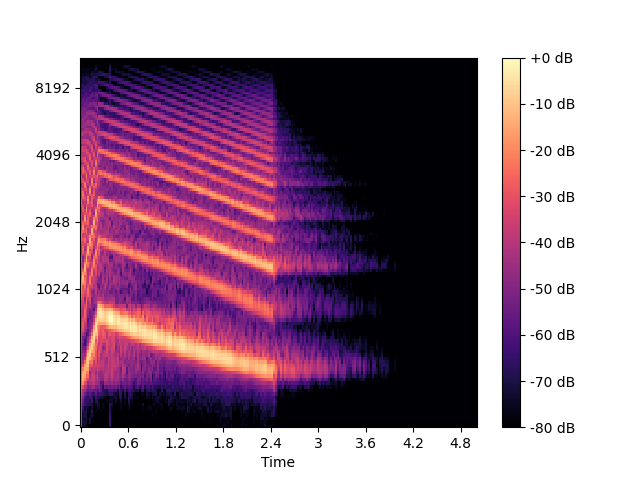 8192
4096
2048
1024
512
0
Hz
0 0.6 1.2 1.8 2.4 3 3.6 4.2 4.8
Time
+0 dB
-10 dB
-20 dB
-30 dB
-40 dB
-50 dB
-60 dB
-70 dB
-80 dB